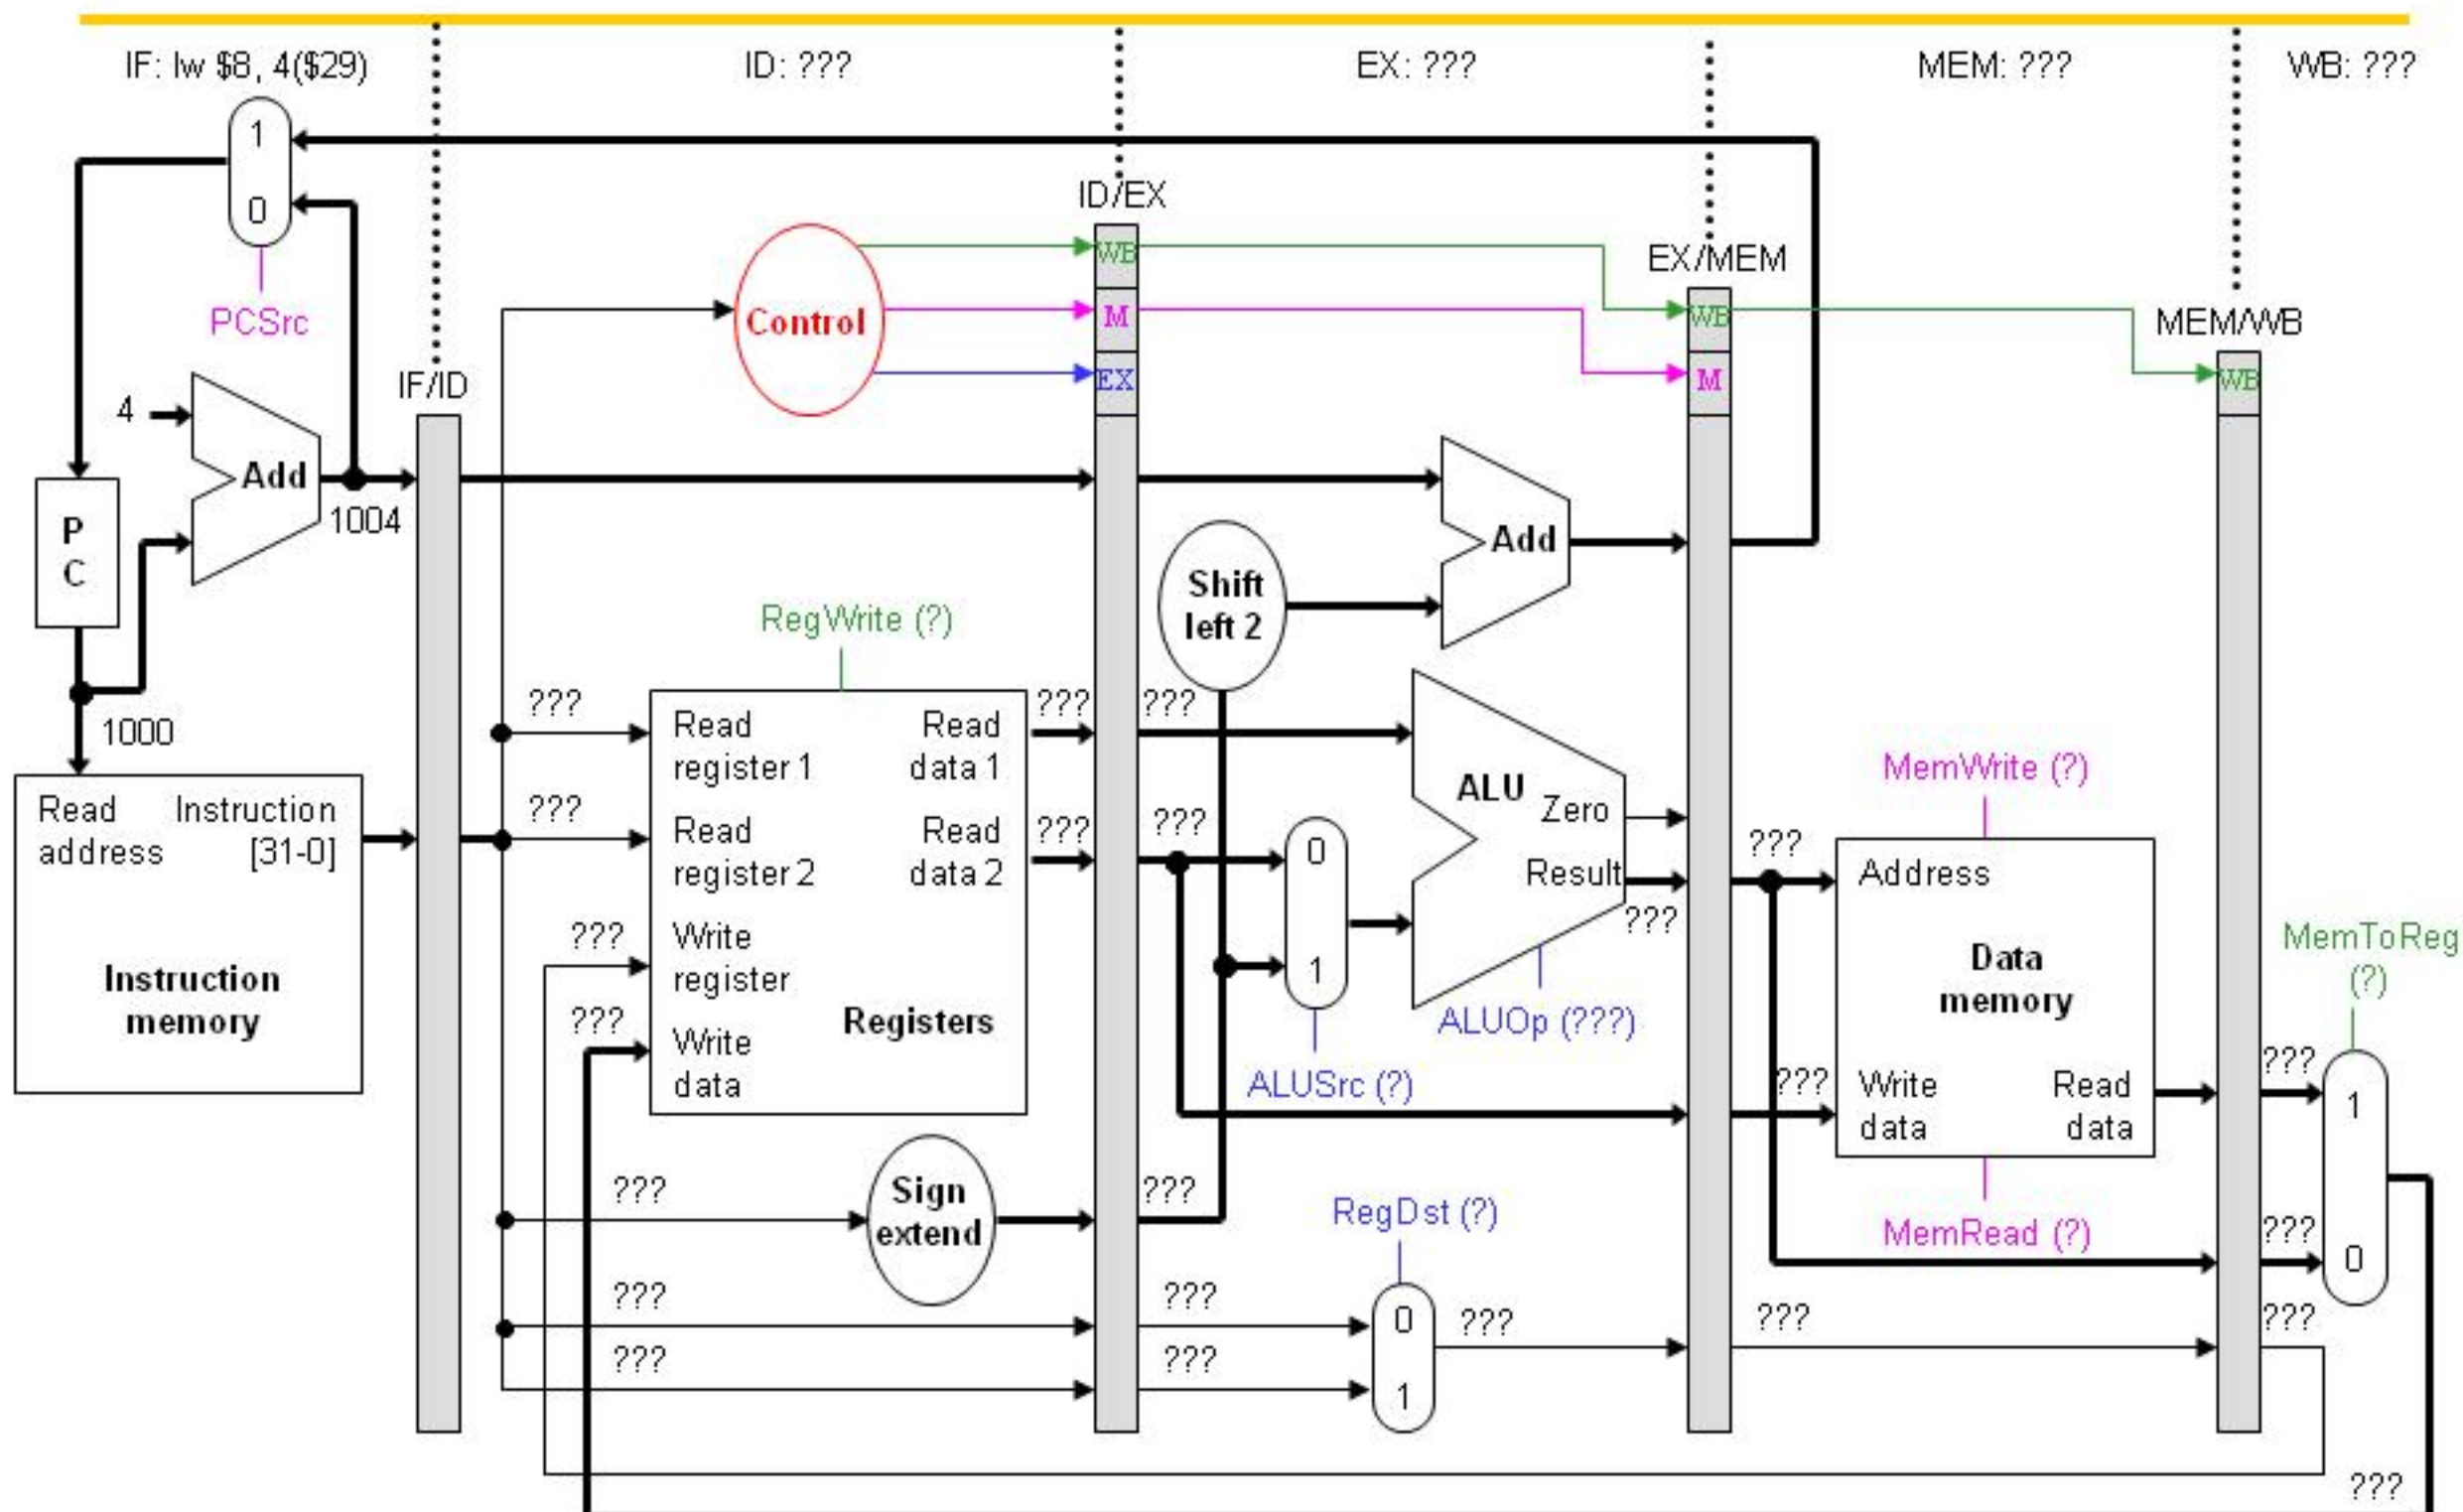 IF: lw $8, 4($29)
ID: ???
EX: ???
MEM: ???
WB: ???
1
0
PCSrc
ID/EX
WB
M
EX
Control
EX/MEM
WB
M
MEM/WB
WB
IF/ID
4
Add
1004
P
C
1000
Add
Shift
left 2
RegWrite (?)
???
???
???
???
Read
register 1
Read
data 1
???
???
Read
register 2
Read
data 2
???
???
Write
register
???
Write
data
Registers
Read
address
Instruction
[31-0]
Instruction
memory
ALU
Zero
Result
???
0
1
ALUSrc (?)
ALUOp (???)
MemWrite (?)
???
Address
Data
memory
???
Write
data
Read
data
MemRead (?)
MemToReg
(?)
???
1
???
0
???
Sign
extend
???
RegDst (?)
???
???
0
???
???
???
???
???
1
???